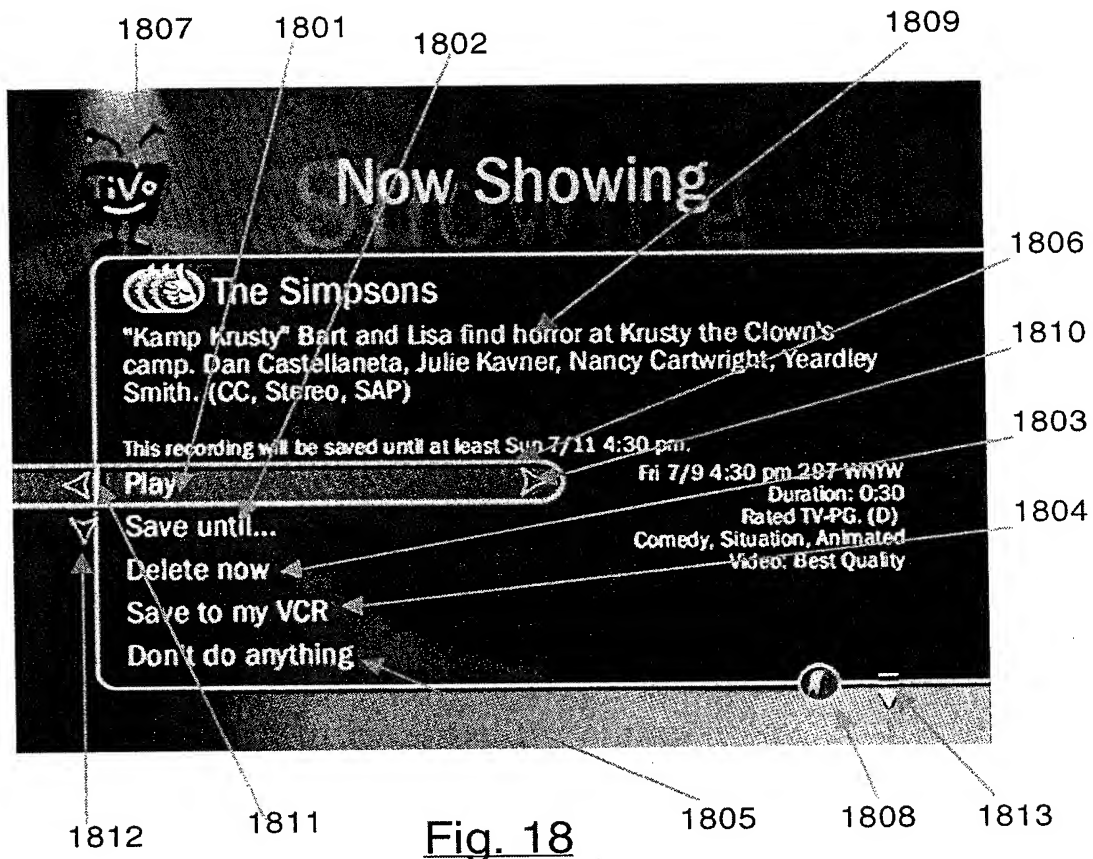 1807 1801 1802 1809
TiVo
Now Showing
1806
The Simpsons
"Kamp Krusty" Bart and Lisa find horror at Krusty the Clown's
1810
camp. Dan Castellaneta, Julie Kavner, Nancy Cartwright, Yeardley
Smith. (CC, Stereo, SAP)
1803
This recording will be saved until at least Sun 7/11 4:30 pm.
Play
Fri 7/9 4:30 pm 287 WNYW
Duration: 0:30
1804
Save until...
Rated TV-PG. (D)
Comedy, Situation, Animated
Delete now
Video: Best Quality
Save to my VCR
Don't do anything
1812 1811 1805 1808 1813
Fig. 18